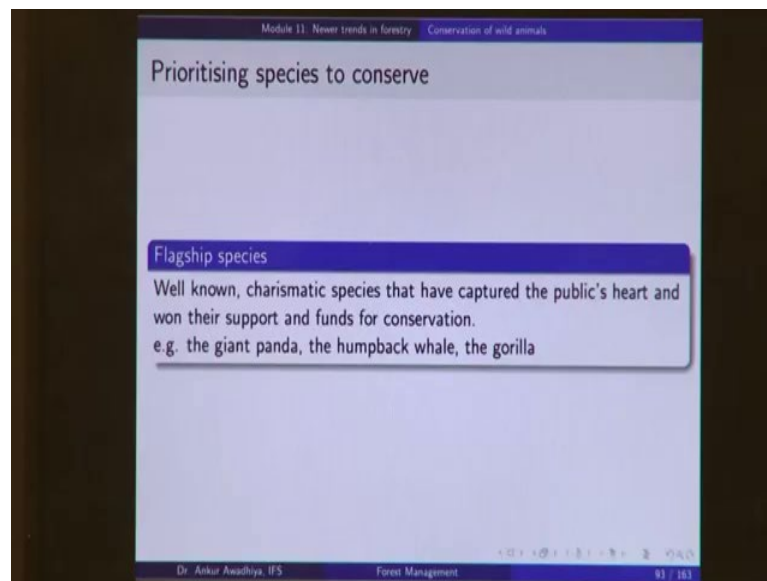 Module 11: Newer trends in forestry Conservation of wild animals
Prioritising species to conserve
Flagship species
Well known, charismatic species that have captured the public's heart and
won their support and funds for conservation.
e.g. the giant panda, the humpback whale, the gorilla
Dr. Ankur Awadhiya, IFS Forest Management 93 / 163